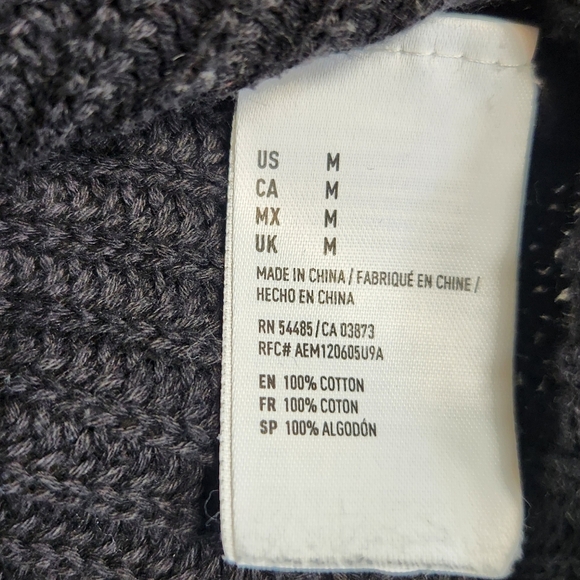 US M
CA M
MX M
UK M
MADE IN CHINA / FABRIQUÉ EN CHINE /
HECHO EN CHINA
RN 54485/CA 03873
RFC# AEM120605U9A
EN 100% COTTON
FR 100% COTON
SP 100% ALGODÓN